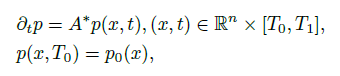 ∂ₜp = A*p(x, t), (x, t) ∈ ℝⁿ × [T₀, T₁],
p(x, T₀) = p₀(x),